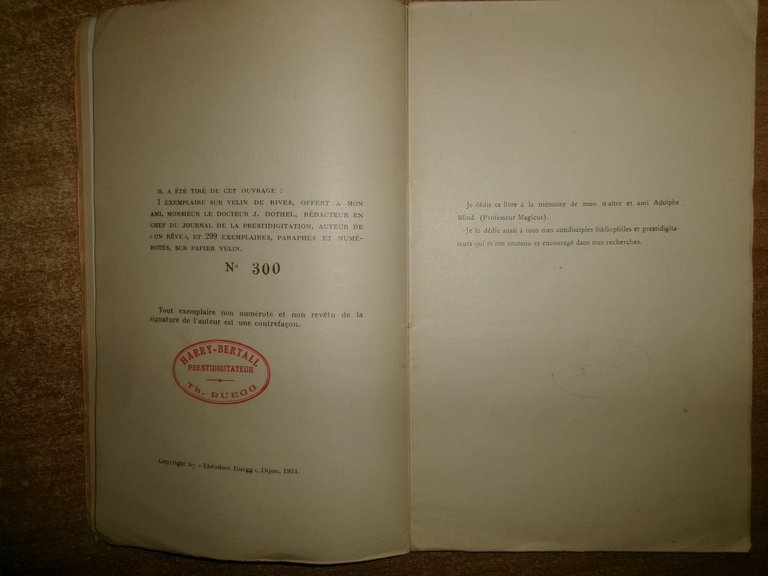 IL A ÉTÉ TIRÉ DE CET OUVRAGE :
1 EXEMPLAIRE SUR VELIN DE RIVES, OFFERT A MON
AMI, MONSIEUR LE DOCTEUR J. DOTHEL, RÉDACTEUR EN
CHEF DU JOURNAL DE LA PRESTIDIGITATION, AUTEUR DE
« UN RÊVE », ET 299 EXEMPLAIRES, PARAPHÉS ET NUMÉ-
ROTÉS, SUR PAPIER VELIN.
N° 300
Tout exemplaire non numéroté et non revêtu de la
signature de l'auteur est une contrefaçon.
HARRY-BERTALL
PRESTIDIGITATEUR
TH. RUEGG
Copyright by « Théodore Ruegg », Dijon, 1931.
Je dédie ce livre à la mémoire de mon maître et ami Adolphe
Blind. (Professeur Magicus).
Je le dédie aussi à tous mes condisciples bibliophiles et prestidigita-
teurs qui m'ont soutenu et encouragé dans mes recherches.